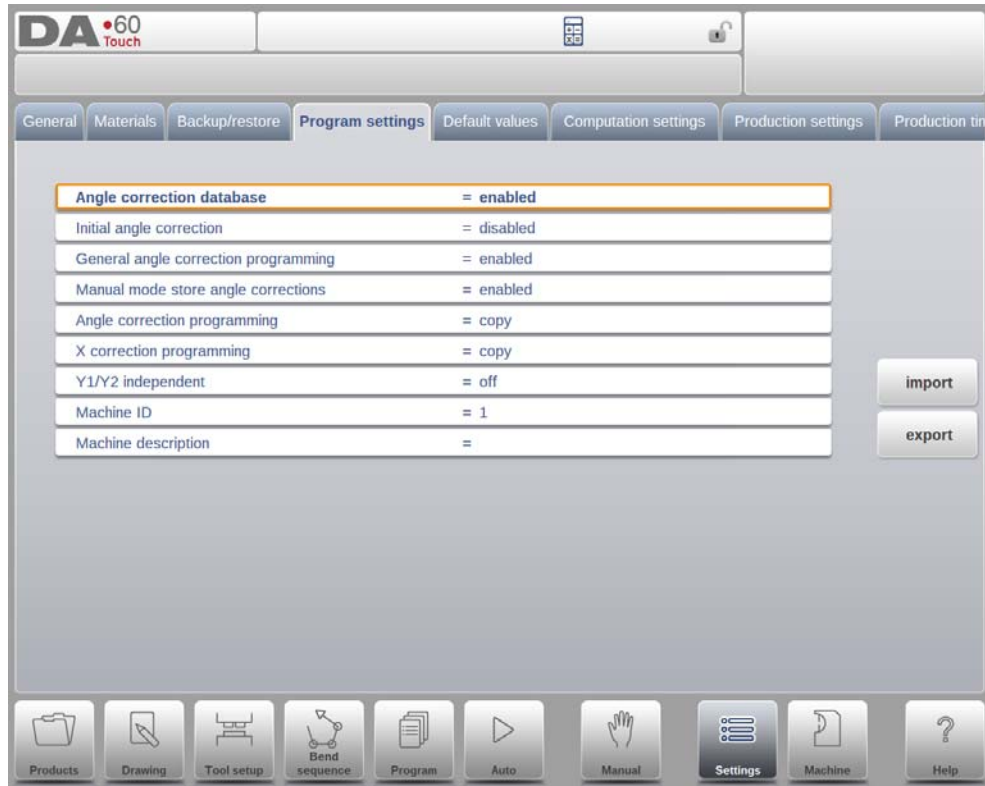 DA•60
Touch
General Materials Backup/restore Program settings Default values Computation settings Production settings Production tim
Angle correction database = enabled
Initial angle correction = disabled
General angle correction programming = enabled
Manual mode store angle corrections = enabled
Angle correction programming = copy
X correction programming = copy
Y1/Y2 independent = off
Machine ID = 1
Machine description =
import
export
Products Drawing Tool setup Bend sequence Program Auto Manual Settings Machine Help